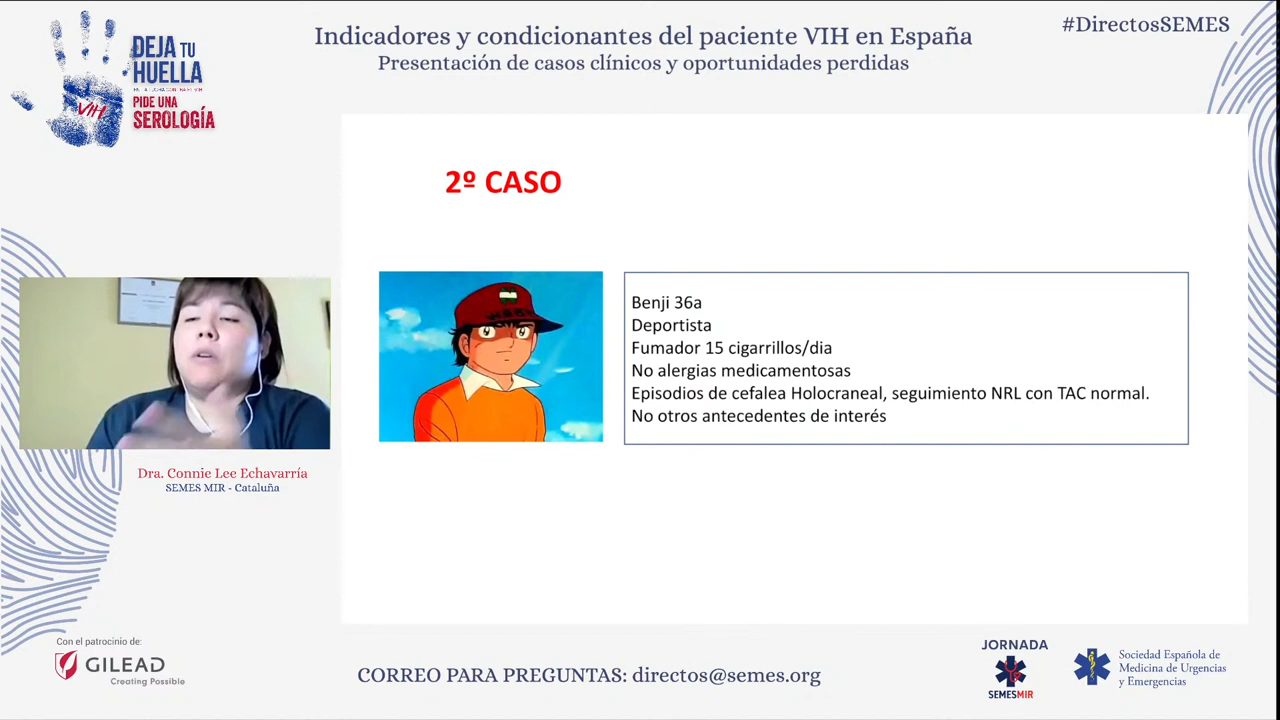 Indicadores y condicionantes del paciente VIH en España
Presentación de casos clínicos y oportunidades perdidas
#DirectosSEMES
DEJA TU
HUELLA
VIH
PIDE UNA
SEROLOGÍA
2º CASO
Benji 36a
Deportista
Fumador 15 cigarrillos/dia
No alergias medicamentosas
Episodios de cefalea Holocraneal, seguimiento NRL con TAC normal.
No otros antecedentes de interés
Dra. Connie Lee Echavarría
SEMES MIR - Cataluña
Con el patrocinio de:
GILEAD
Creating Possible
CORREO PARA PREGUNTAS: directos@semes.org
JORNADA
SEMESMIR
Sociedad Española de
Medicina de Urgencias
y Emergencias